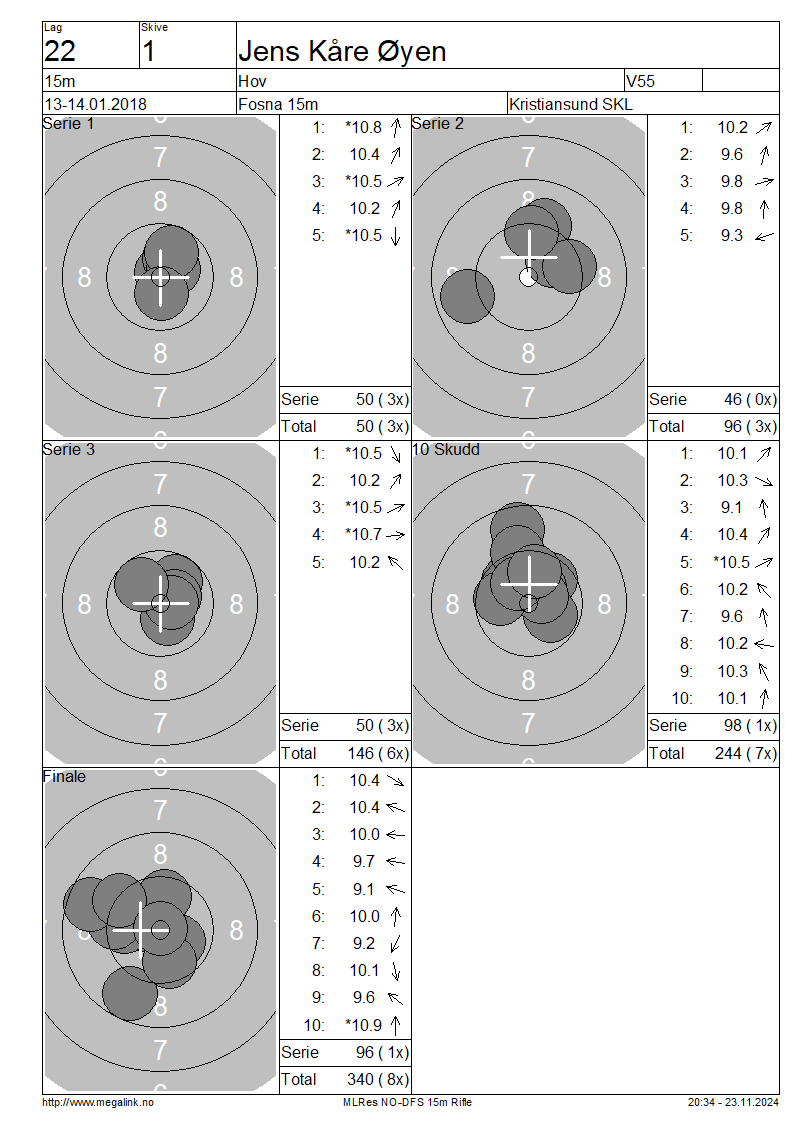 Lag
22
Skive
1
Jens Kåre Øyen
15m
Hov
V55
13-14.01.2018
Fosna 15m
Kristiansund SKL
Serie 1
7
8
8
8
8
7
1: *10.8
2: 10.4
3: *10.5
4: 10.2
5: *10.5
Serie 50 ( 3x)
Total 50 ( 3x)
Serie 2
7
8
8
8
8
7
1: 10.2
2: 9.6
3: 9.8
4: 9.8
5: 9.3
Serie 46 ( 0x)
Total 96 ( 3x)
Serie 3
7
8
8
8
8
7
1: *10.5
2: 10.2
3: *10.5
4: *10.7
5: 10.2
Serie 50 ( 3x)
Total 146 ( 6x)
10 Skudd
7
8
8
8
7
1: 10.1
2: 10.3
3: 9.1
4: 10.4
5: *10.5
6: 10.2
7: 9.6
8: 10.2
9: 10.3
10: 10.1
Serie 98 ( 1x)
Total 244 ( 7x)
Finale
7
8
8
8
8
7
1: 10.4
2: 10.4
3: 10.0
4: 9.7
5: 9.1
6: 10.0
7: 9.2
8: 10.1
9: 9.6
10: *10.9
Serie 96 ( 1x)
Total 340 ( 8x)
http://www.megalink.no
MLRes NO-DFS 15m Rifle
20:34 - 23.11.2024